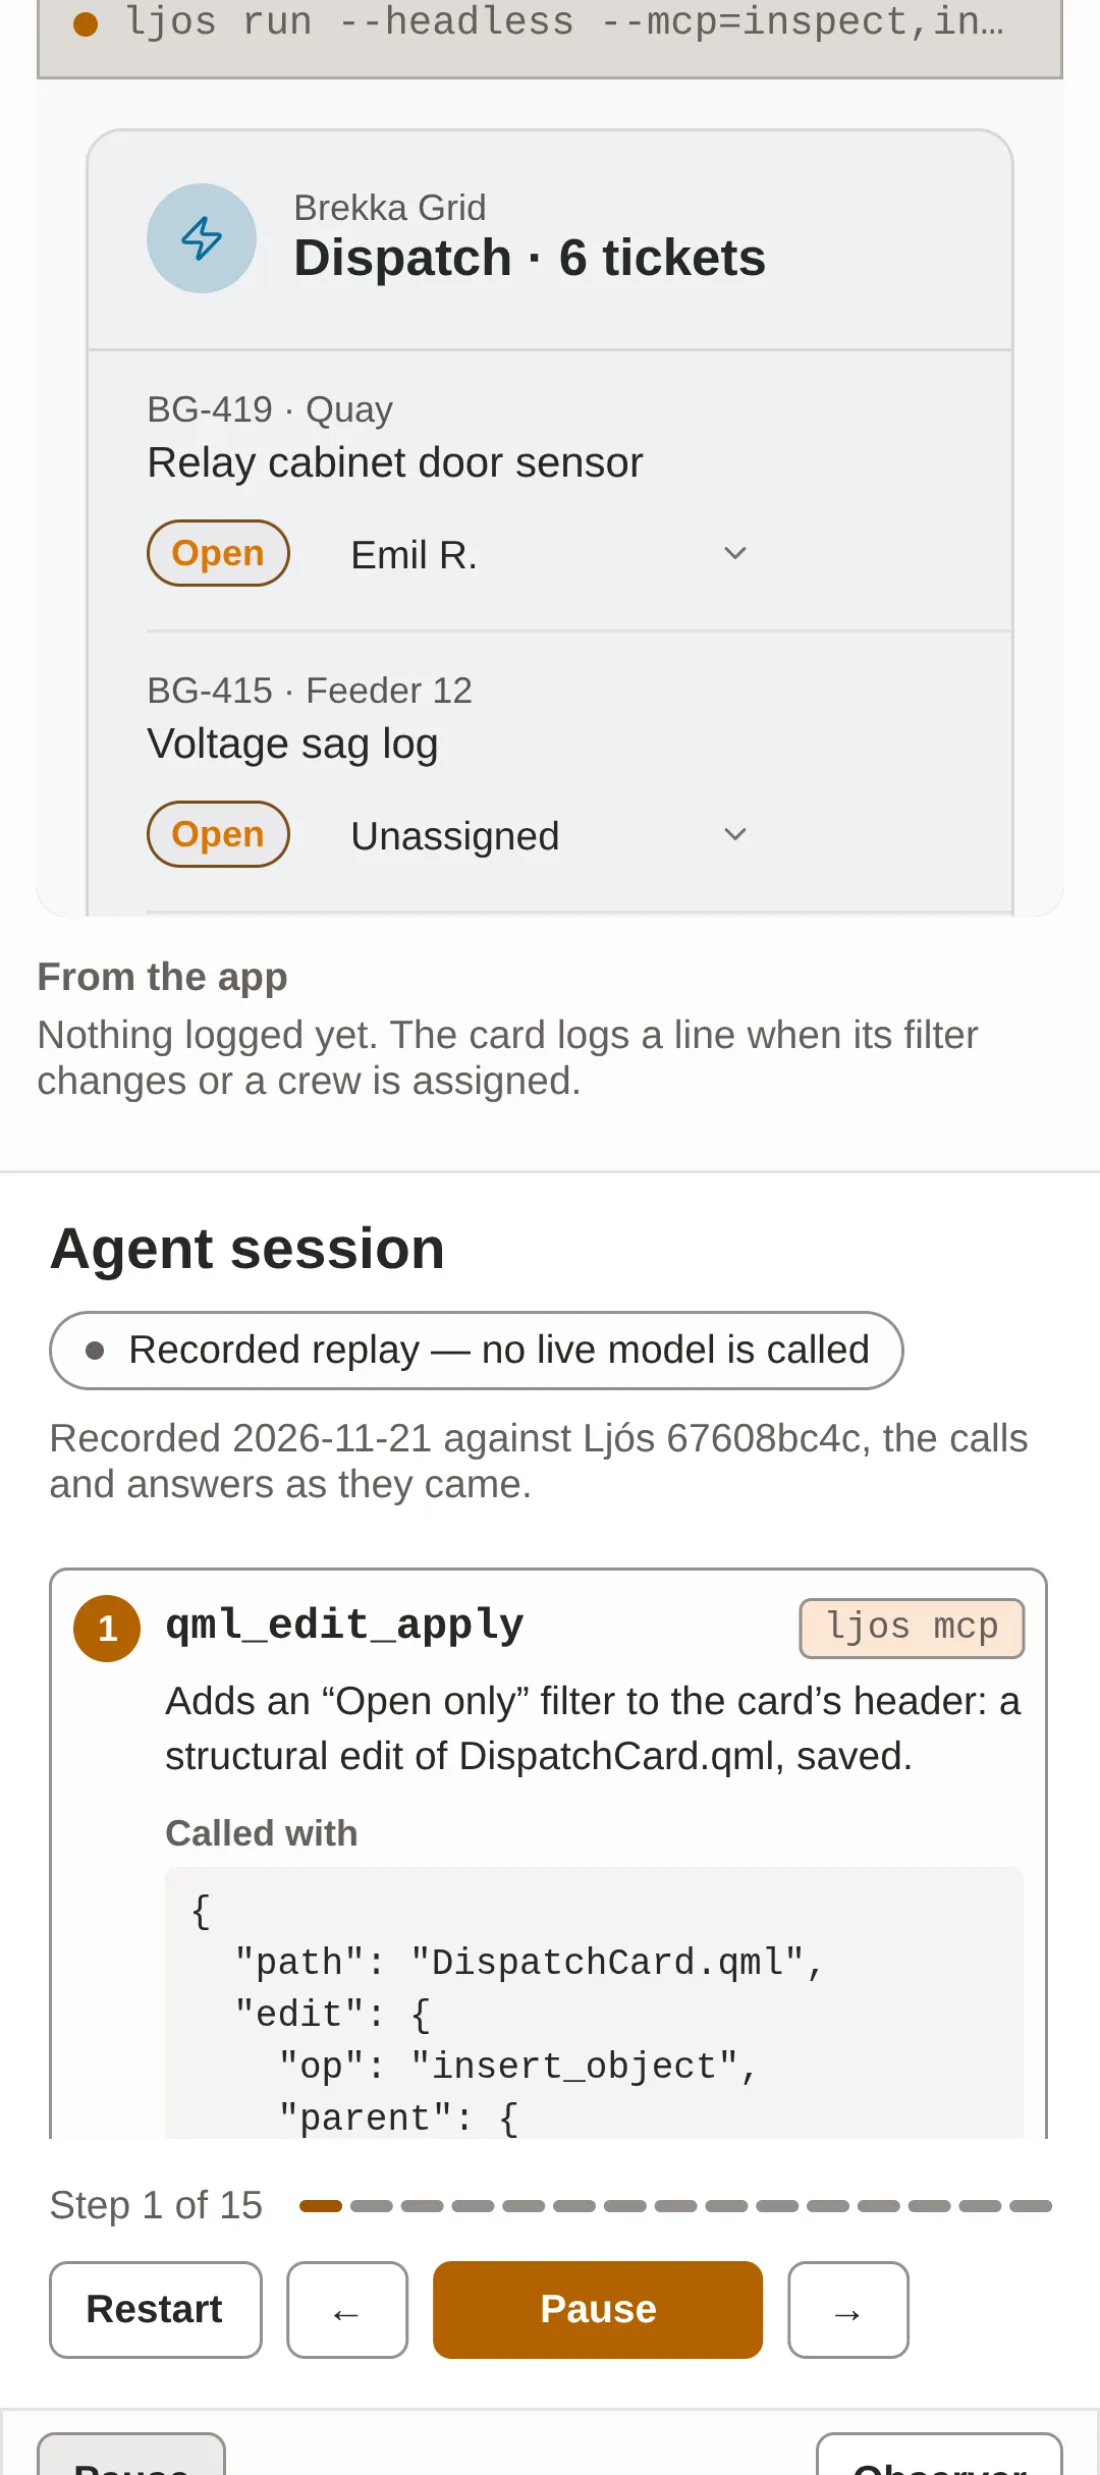 ljos run --headless --mcp=inspect,in…
Brekka Grid
Dispatch · 6 tickets
BG-419 · Quay
Relay cabinet door sensor
Open
Emil R.
BG-415 · Feeder 12
Voltage sag log
Open
Unassigned
From the app
Nothing logged yet. The card logs a line when its filter
changes or a crew is assigned.
Agent session
Recorded replay — no live model is called
Recorded 2026-11-21 against Ljós 67608bc4c, the calls
and answers as they came.
1 qml_edit_apply ljos mcp
Adds an “Open only” filter to the card’s header: a
structural edit of DispatchCard.qml, saved.
Called with
{
"path": "DispatchCard.qml",
"edit": {
"op": "insert_object",
"parent": {
Step 1 of 15
Restart ← Pause →
Pause Observer